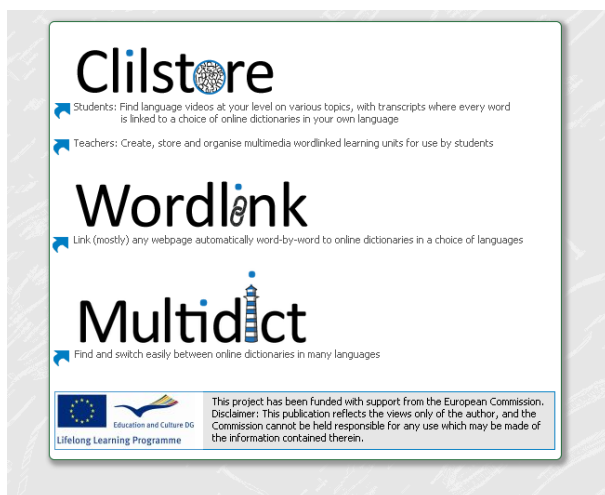 Clilstore
Students: Find language videos at your level on various topics, with transcripts where every word
is linked to a choice of online dictionaries in your own language
Teachers: Create, store and organise multimedia wordlinked learning units for use by students
Wordlink
Link (mostly) any webpage automatically word-by-word to online dictionaries in a choice of languages
Multidict
Find and switch easily between online dictionaries in many languages
Education and Culture DG
Lifelong Learning Programme
This project has been funded with support from the European Commission.
Disclaimer: This publication reflects the views only of the author, and the
Commission cannot be held responsible for any use which may be made of
the information contained therein.